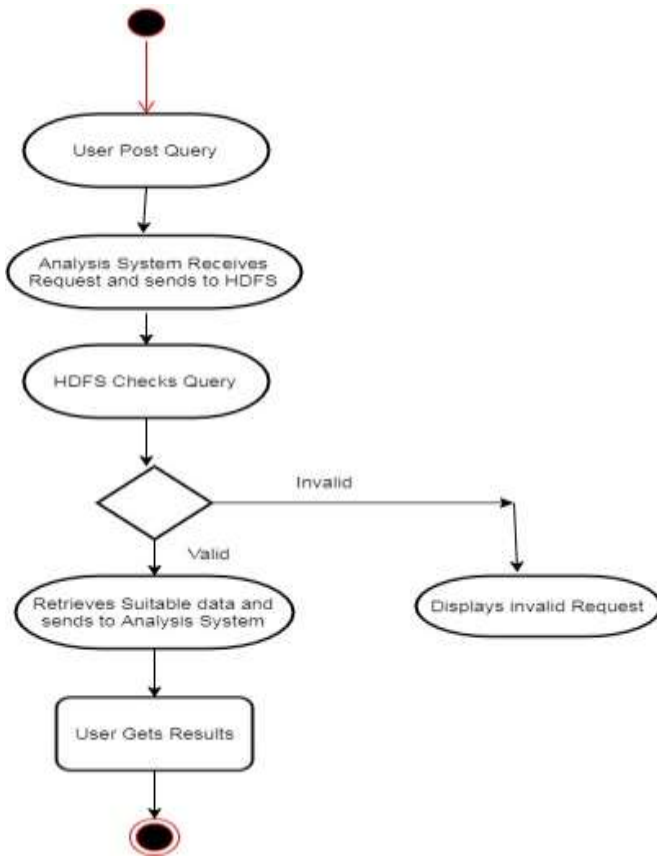 User Post Query
Analysis System Receives
Request and sends to HDFS
HDFS Checks Query
Invalid
Valid
Retrieves Suitable data and
sends to Analysis System
Displays invalid Request
User Gets Results